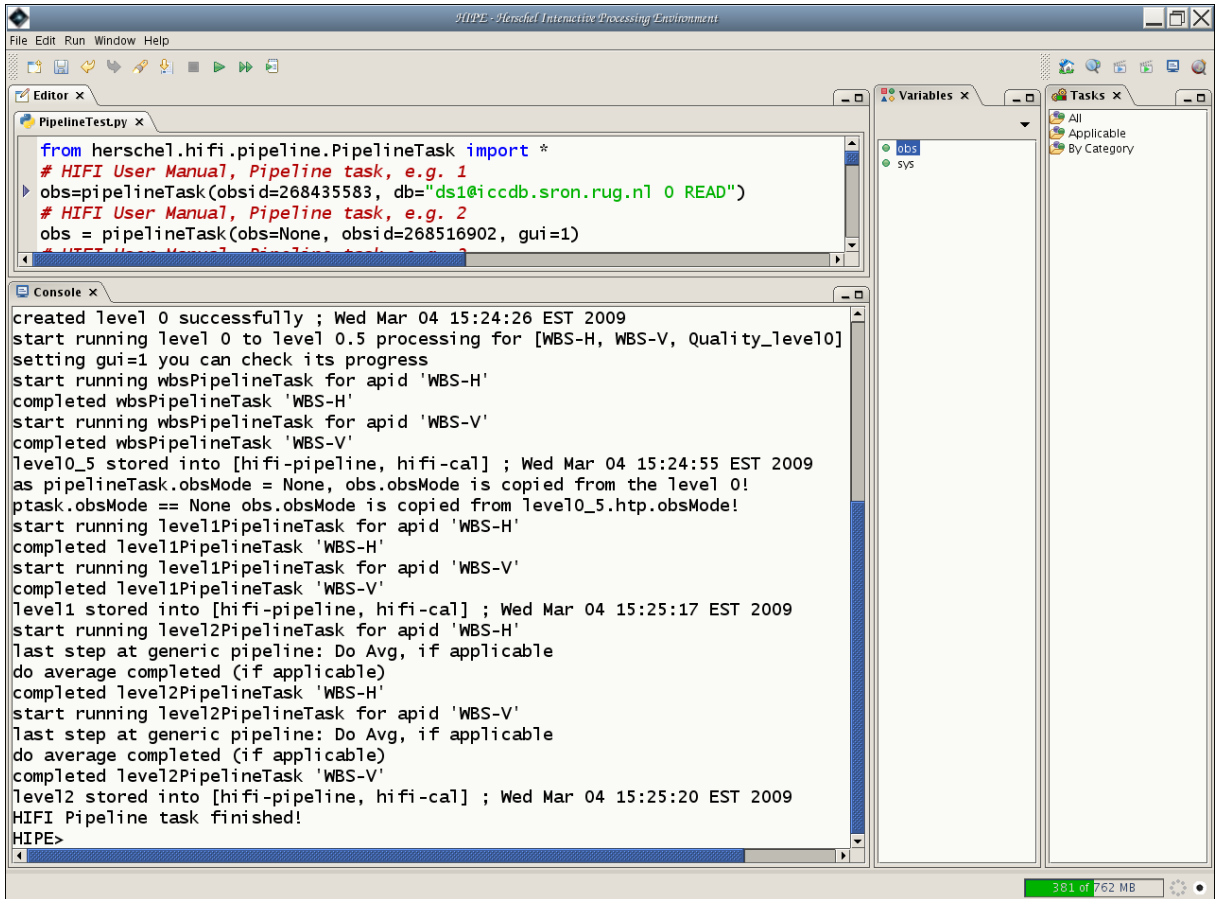 HIPE - Herschel Interactive Processing Environment
File Edit Run Window Help
Editor
PipelineTest.py
from herschel.hifi.pipeline.PipelineTask import *
# HIFI User Manual, Pipeline task, e.g. 1
obs=pipelineTask(obsid=268435583, db="ds1@iccdb.sron.rug.nl 0 READ")
# HIFI User Manual, Pipeline task, e.g. 2
obs = pipelineTask(obs=None, obsid=268516902, gui=1)
# HIFI User Manual, Pipeline task, e.g. 3
Console
created level 0 successfully ; Wed Mar 04 15:24:26 EST 2009
start running level 0 to level 0.5 processing for [WBS-H, WBS-V, Quality_level0]
setting gui=1 you can check its progress
start running wbsPipelineTask for apid 'WBS-H'
completed wbsPipelineTask 'WBS-H'
start running wbsPipelineTask for apid 'WBS-V'
completed wbsPipelineTask 'WBS-V'
level0_5 stored into [hifi-pipeline, hifi-cal] ; Wed Mar 04 15:24:55 EST 2009
as pipelineTask.obsMode = None, obs.obsMode is copied from the level 0!
ptask.obsMode == None obs.obsMode is copied from level0_5.htp.obsMode!
start running level1PipelineTask for apid 'WBS-H'
completed level1PipelineTask 'WBS-H'
start running level1PipelineTask for apid 'WBS-V'
completed level1PipelineTask 'WBS-V'
level1 stored into [hifi-pipeline, hifi-cal] ; Wed Mar 04 15:25:17 EST 2009
start running level2PipelineTask for apid 'WBS-H'
last step at generic pipeline: Do Avg, if applicable
do average completed (if applicable)
completed level2PipelineTask 'WBS-H'
start running level2PipelineTask for apid 'WBS-V'
last step at generic pipeline: Do Avg, if applicable
do average completed (if applicable)
completed level2PipelineTask 'WBS-V'
level2 stored into [hifi-pipeline, hifi-cal] ; Wed Mar 04 15:25:20 EST 2009
HIFI Pipeline task finished!
HIPE>
Variables
obs
sys
Tasks
All
Applicable
By Category
381 of 762 MB